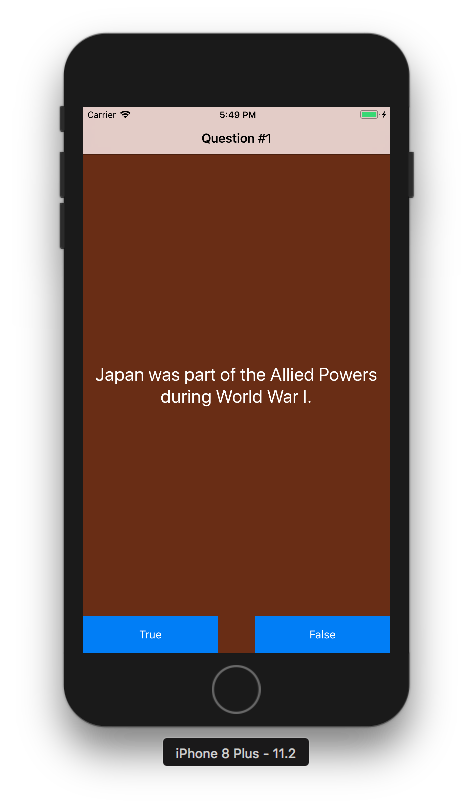 Carrier 5:49 PM
Question #1
Japan was part of the Allied Powers
during World War I.
True False
iPhone 8 Plus - 11.2